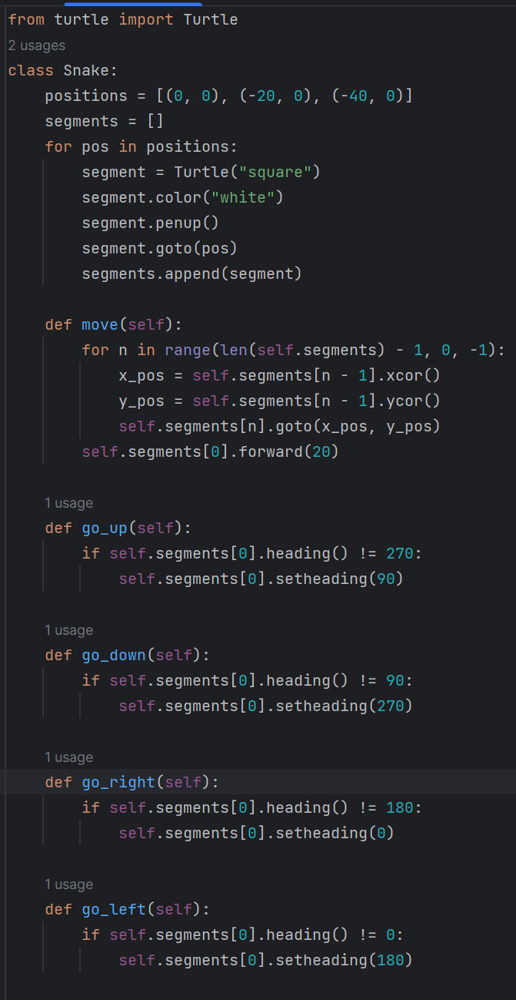 from turtle import Turtle
2 usages
class Snake:
    positions = [(0, 0), (-20, 0), (-40, 0)]
    segments = []
    for pos in positions:
        segment = Turtle("square")
        segment.color("white")
        segment.penup()
        segment.goto(pos)
        segments.append(segment)

    def move(self):
        for n in range(len(self.segments) - 1, 0, -1):
            x_pos = self.segments[n - 1].xcor()
            y_pos = self.segments[n - 1].ycor()
            self.segments[n].goto(x_pos, y_pos)
        self.segments[0].forward(20)

    1 usage
    def go_up(self):
        if self.segments[0].heading() != 270:
            self.segments[0].setheading(90)

    1 usage
    def go_down(self):
        if self.segments[0].heading() != 90:
            self.segments[0].setheading(270)

    1 usage
    def go_right(self):
        if self.segments[0].heading() != 180:
            self.segments[0].setheading(0)

    1 usage
    def go_left(self):
        if self.segments[0].heading() != 0:
            self.segments[0].setheading(180)